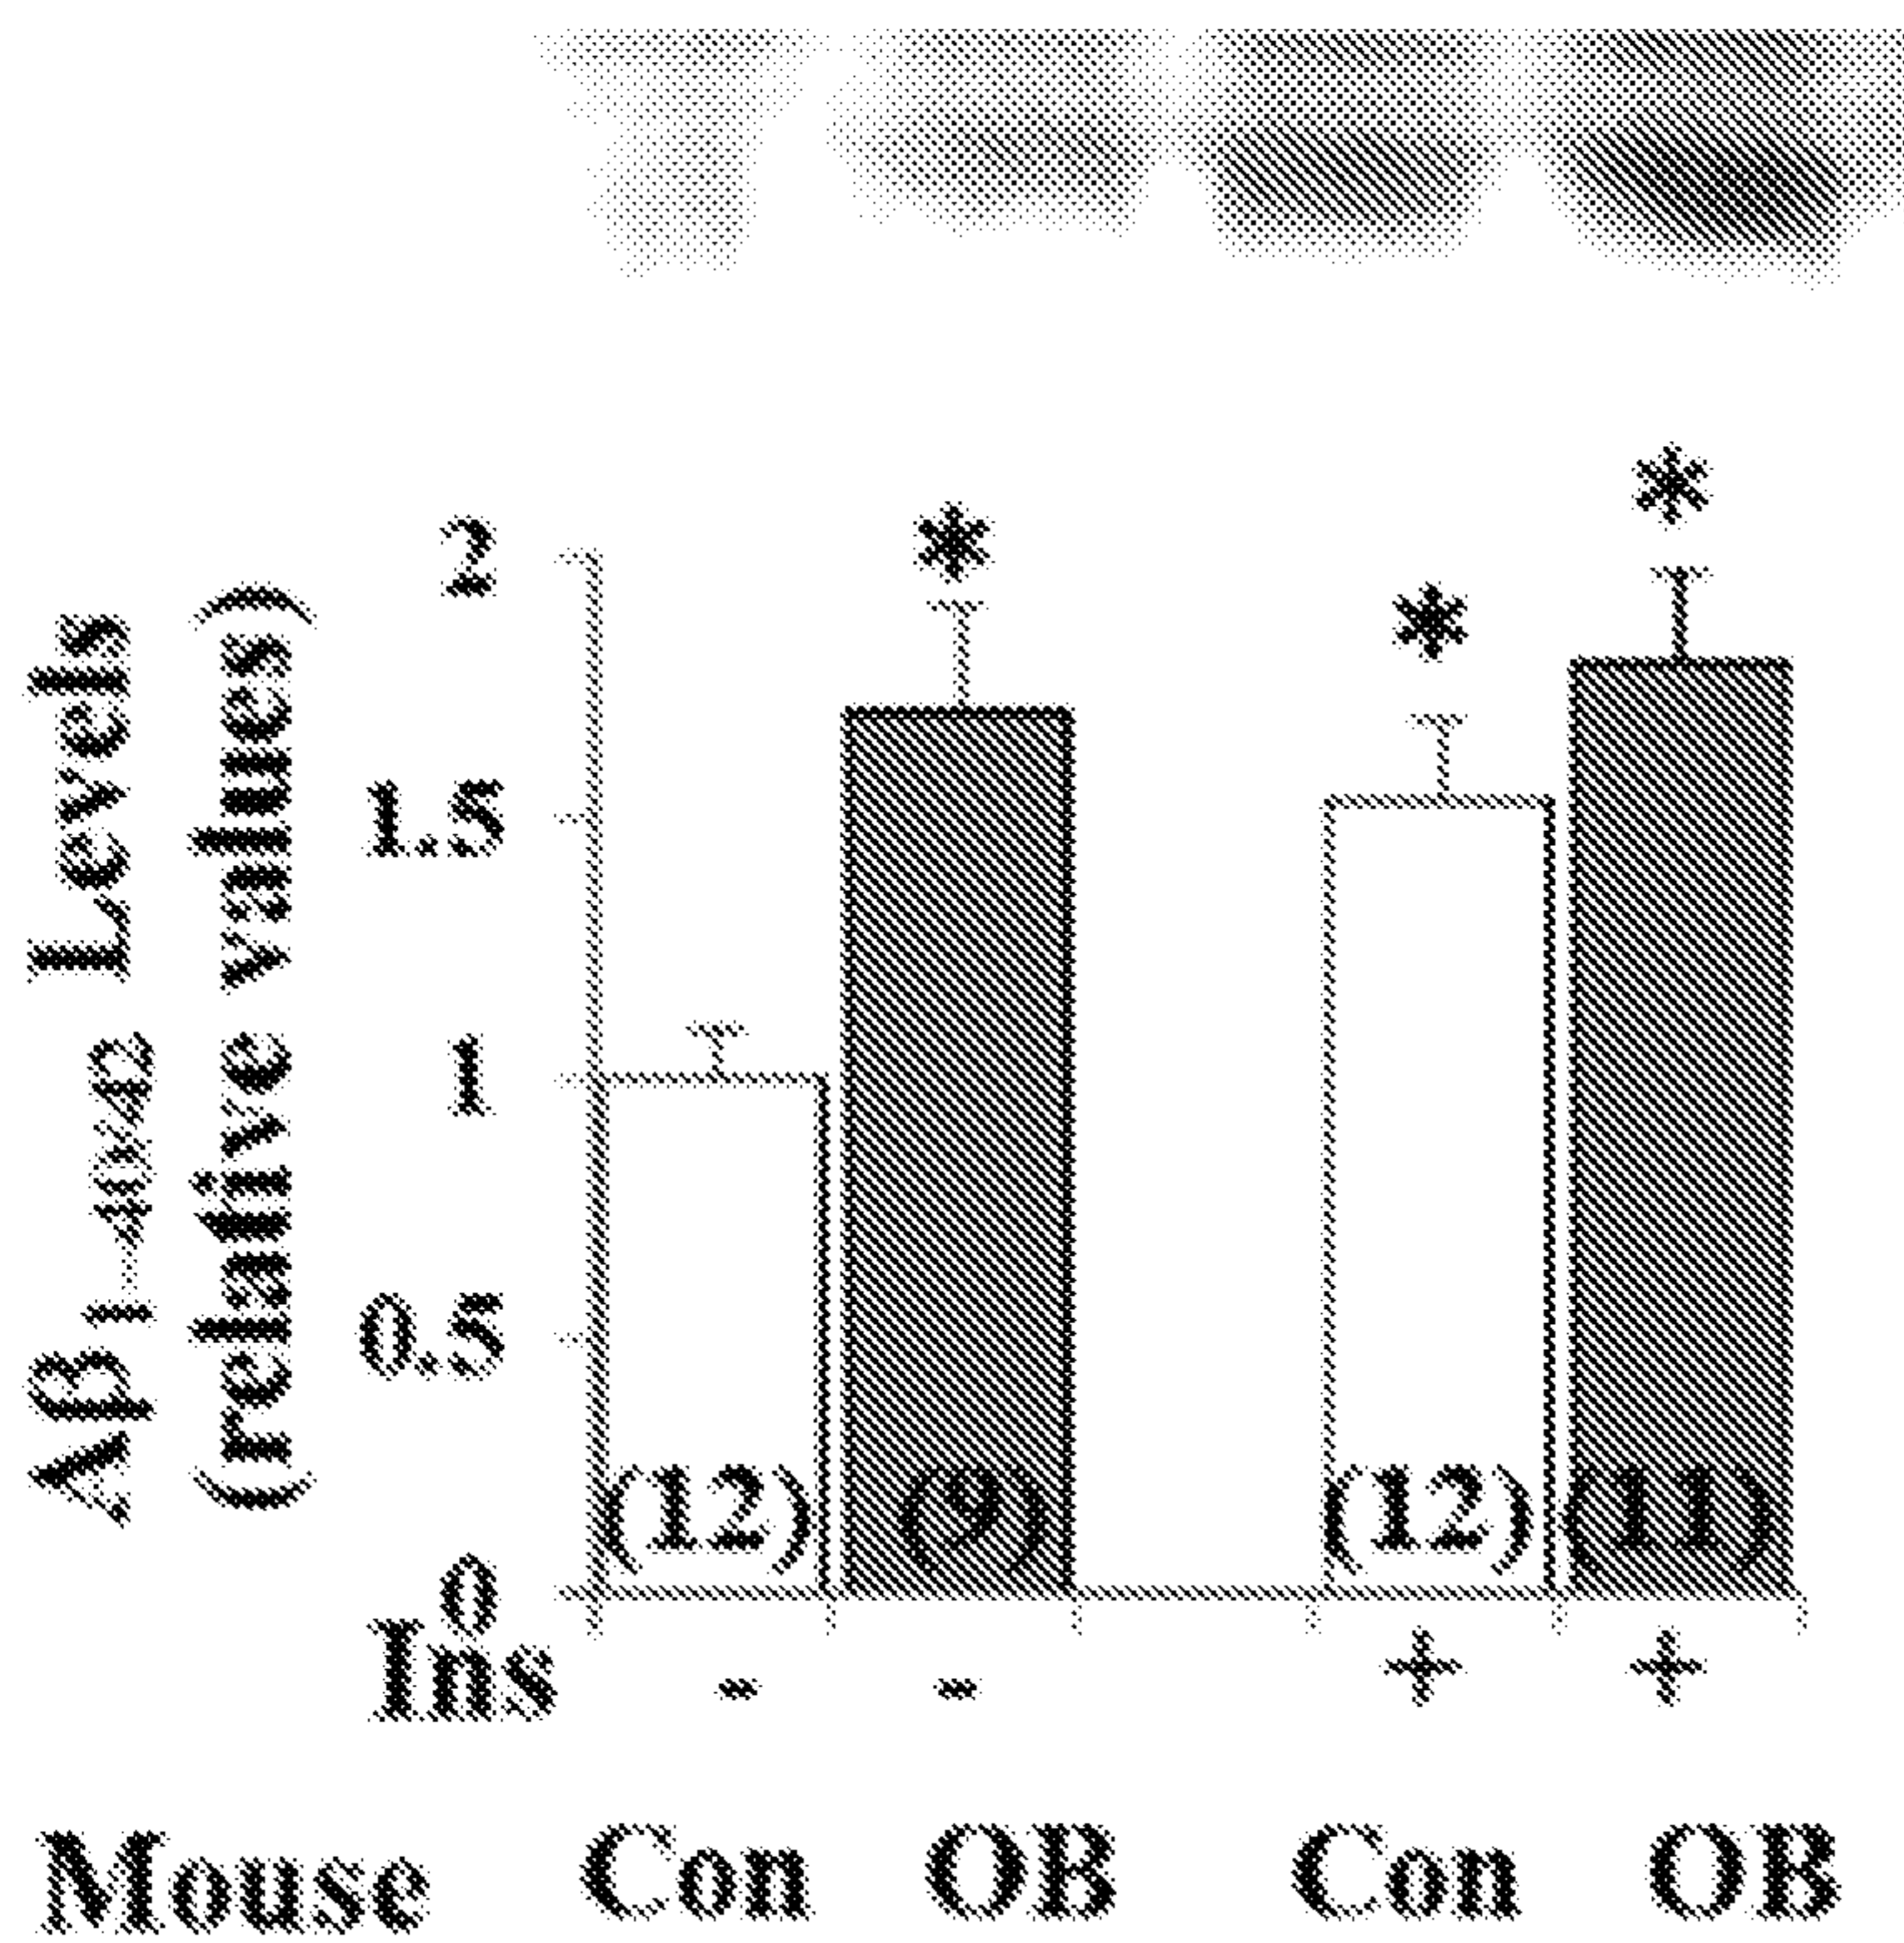 Aβ1–40/42 Levels
(relative values)
*
*
*
2
1.5
1
0.5
0
(12) (9) (12) (11)
Ins - - + +
Mouse Con OB Con OB